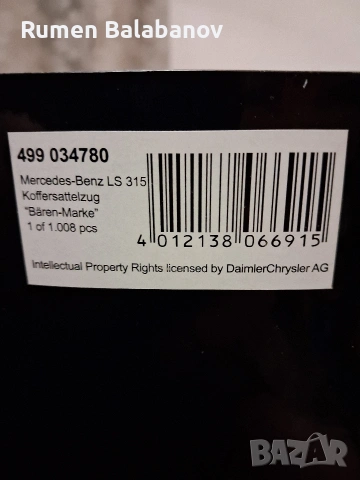 Rumen Balabanov
499 034780
Mercedes-Benz LS 315
Koffersattelzug
"Bären-Marke"
1 of 1.008 pcs
4 012138 066915
Intellectual Property Rights licensed by DaimlerChrysler AG
BAZAR